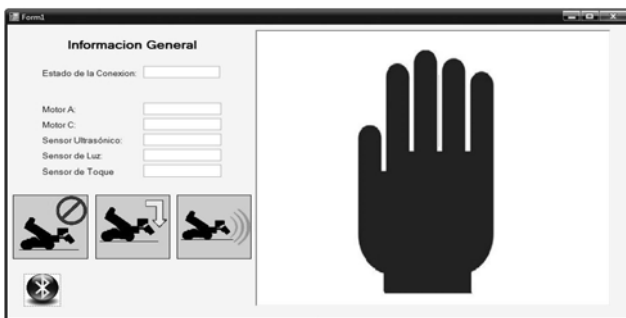 Form1
Informacion General
Estado de la Conexion:
Motor A:
Motor C:
Sensor Ultrasónico:
Sensor de Luz:
Sensor de Toque